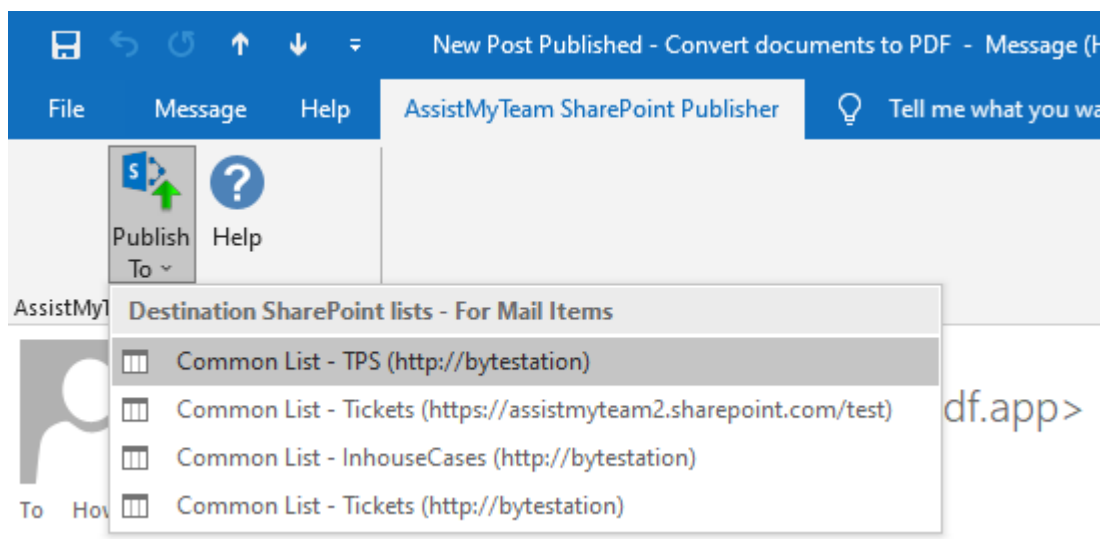 New Post Published - Convert documents to PDF - Message (H
File Message Help AssistMyTeam SharePoint Publisher Tell me what you wa
S
?
Publish To Help
AssistMyT
Destination SharePoint lists - For Mail Items
Common List - TPS (http://bytestation)
Common List - Tickets (https://assistmyteam2.sharepoint.com/test)
df.app>
Common List - InhouseCases (http://bytestation)
To How
Common List - Tickets (http://bytestation)